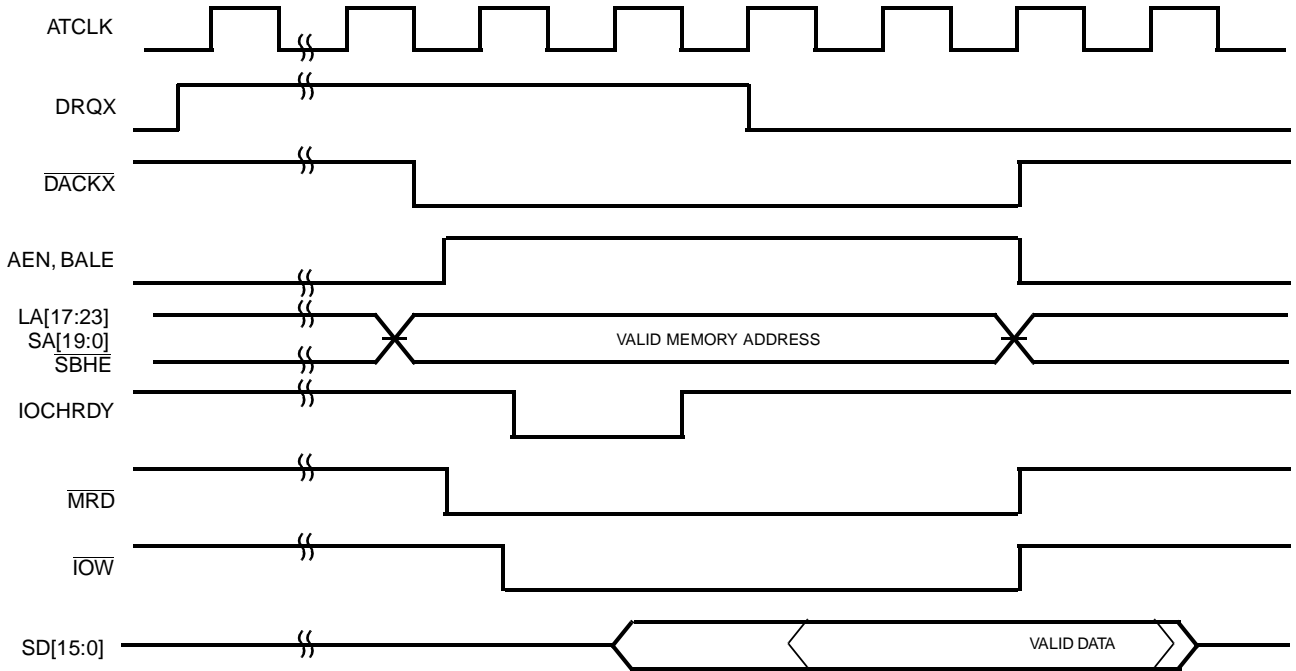 ATCLK
DRQX
DACKX
AEN, BALE
LA[17:23]
SA[19:0]
SBHE
VALID MEMORY ADDRESS
IOCHRDY
MRD
IOW
SD[15:0]
VALID DATA